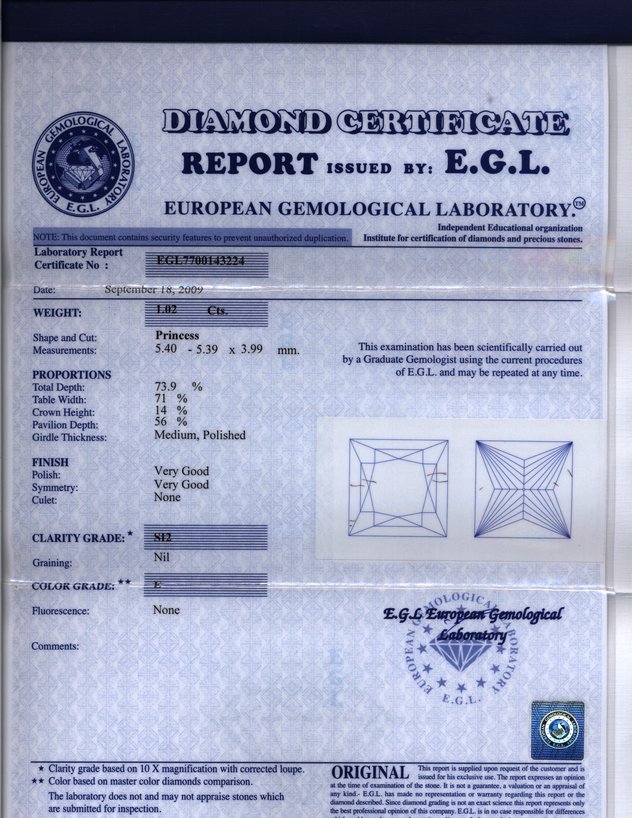 EUROPEAN GEMOLOGICAL LABORATORY
E.G.L.
DIAMOND CERTIFICATE
REPORT ISSUED BY: E.G.L.
EUROPEAN GEMOLOGICAL LABORATORY.™
Independent Educational organization
NOTE: This document contains security features to prevent unauthorized duplication.
Institute for certification of diamonds and precious stones.
Laboratory Report
Certificate No : EGL7700143224
Date: September 18, 2009
WEIGHT: 1.02 Cts.
Shape and Cut: Princess
Measurements: 5.40 - 5.39 x 3.99 mm.
This examination has been scientifically carried out
by a Graduate Gemologist using the current procedures
of E.G.L. and may be repeated at any time.
PROPORTIONS
Total Depth: 73.9 %
Table Width: 71 %
Crown Height: 14 %
Pavilion Depth: 56 %
Girdle Thickness: Medium, Polished
FINISH
Polish: Very Good
Symmetry: Very Good
Culet: None
CLARITY GRADE: * SI2
Graining: Nil
COLOR GRADE: ** E
Fluorescence: None
E.G.L European Gemological
Laboratory
EUROPEAN GEMOLOGICAL LABORATORY
E.G.L.
Comments:
* Clarity grade based on 10 X magnification with corrected loupe.
** Color based on master color diamonds comparison.
The laboratory does not and may not appraise stones which
are submitted for inspection.
ORIGINAL This report is supplied upon request of the customer and is
issued for his exclusive use. The report expresses an opinion
at the time of examination of the stone. It is not a guarantee, a valuation or an appraisal of
any kind.- E.G.L. has made no representation or warranty regarding this report or the
diamond described. Since diamond grading is not an exact science this report represents only
the best professional opinion of this company. E.G.L. is in no case responsible for differences